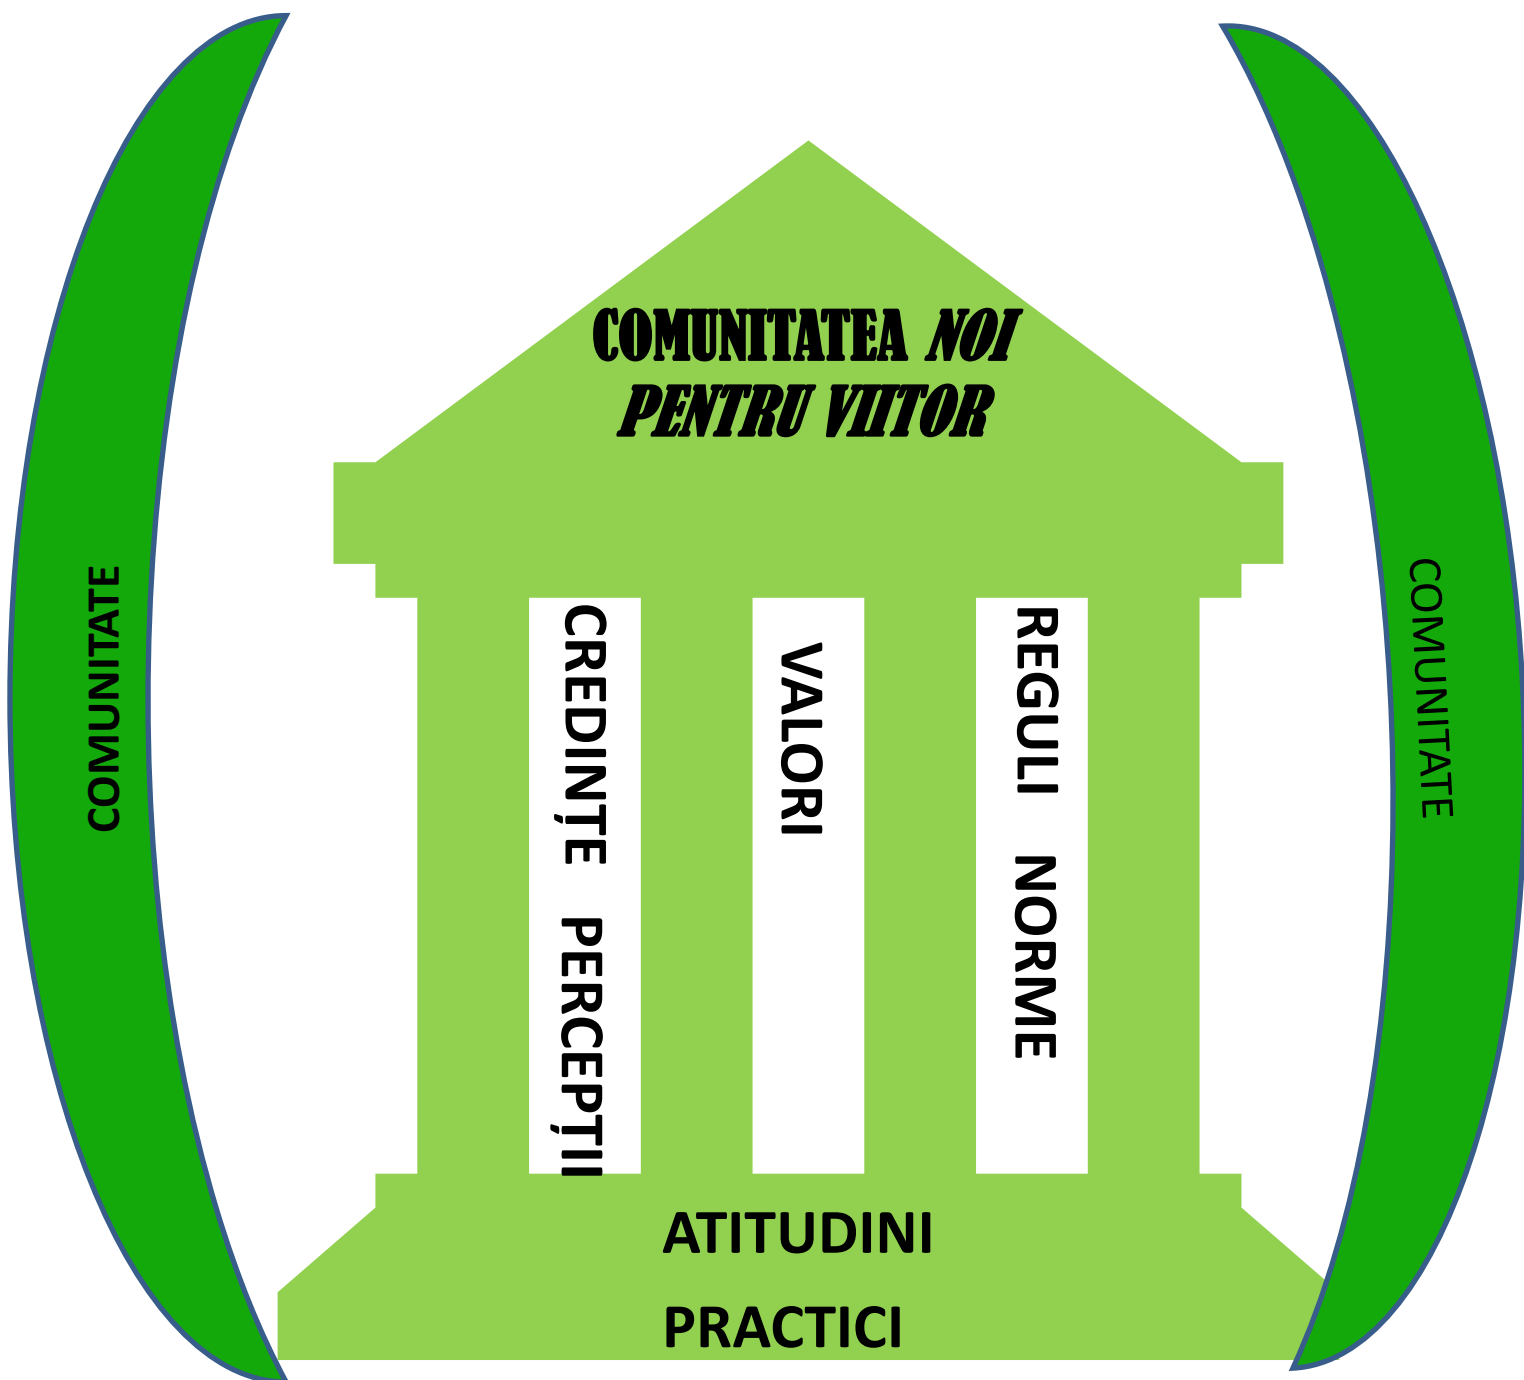 COMUNITATEA NOI
PENTRU VIITOR
COMUNITATE
CREDINȚE PERCEPȚII
VALORI
REGULI NORME
COMUNITATE
ATITUDINI
PRACTICI